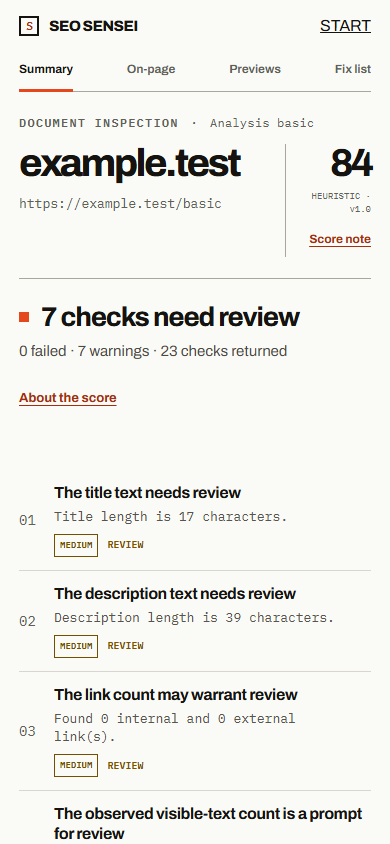 S SEO SENSEI START
Summary On-page Previews Fix list
DOCUMENT INSPECTION · Analysis basic
example.test
84
https://example.test/basic
HEURISTIC ·
v1.0
Score note
7 checks need review
0 failed · 7 warnings · 23 checks returned
About the score
The title text needs review
01
Title length is 17 characters.
MEDIUM REVIEW
The description text needs review
02
Description length is 39 characters.
MEDIUM REVIEW
The link count may warrant review
03
Found 0 internal and 0 external
link(s).
MEDIUM REVIEW
The observed visible-text count is a prompt
for review